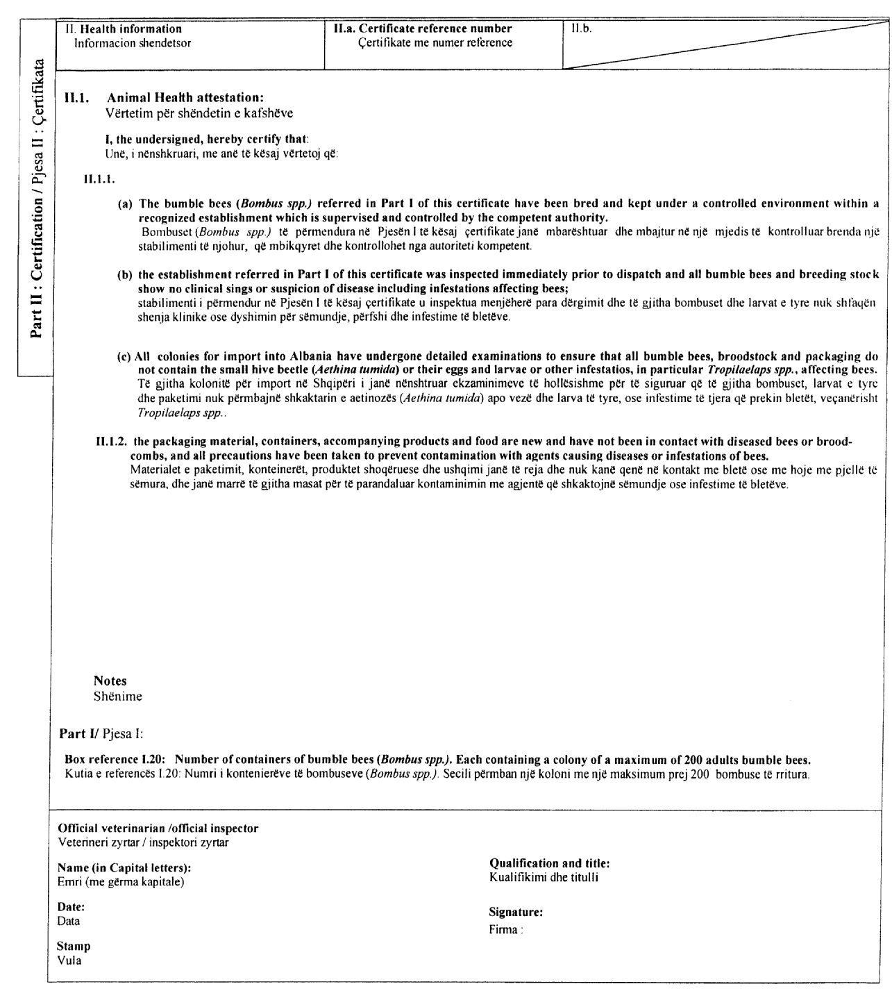 II. Health information
Informacion shendetsor
II.a. Certificate reference number
Çertifikate me numer reference
II.b.
Part II : Certification / Pjesa II : Çertifikata
II.1. Animal Health attestation:
Vërtetim për shëndetin e kafshëve
I, the undersigned, hereby certify that:
Unë, i nënshkruari, me anë të kësaj vërtetoj që:
II.1.1.
(a) The bumble bees (Bombus spp.) referred in Part I of this certificate have been bred and kept under a controlled environment within a
recognized establishment which is supervised and controlled by the competent authority.
Bombuset (Bombus spp.) të përmendura në Pjesën I të kësaj çertifikate janë mbarështuar dhe mbajtur në një mjedis të kontrolluar brenda një
stabilimenti të njohur, që mbikqyret dhe kontrollohet nga autoriteti kompetent.
(b) the establishment referred in Part I of this certificate was inspected immediately prior to dispatch and all bumble bees and breeding stock
show no clinical sings or suspicion of disease including infestations affecting bees;
stabilimenti i përmendur në Pjesën I të kësaj çertifikate u inspektua menjëherë para dërgimit dhe të gjitha bombuset dhe larvat e tyre nuk shfaqën
shenja klinike ose dyshimin për sëmundje, përfshi dhe infestime të bletëve.
(c) All colonies for import into Albania have undergone detailed examinations to ensure that all bumble bees, broodstock and packaging do
not contain the small hive beetle (Aethina tumida) or their eggs and larvae or other infestatios, in particular Tropilaelaps spp., affecting bees.
Të gjitha kolonitë për import në Shqipëri i janë nënshtruar ekzaminimeve të hollësishme për të siguruar që të gjitha bombuset, larvat e tyre
dhe paketimi nuk përmbajnë shkaktarin e aetinozës (Aethina tumida) apo vezë dhe larva të tyre, ose infestime të tjera që prekin bletët, veçanërisht
Tropilaelaps spp..
II.1.2. the packaging material, containers, accompanying products and food are new and have not been in contact with diseased bees or brood-
combs, and all precautions have been taken to prevent contamination with agents causing diseases or infestations of bees.
Materialet e paketimit, konteinerët, produktet shoqëruese dhe ushqimi janë të reja dhe nuk kanë qenë në kontakt me bletë ose me hoje me pjellë të
sëmura, dhe janë marrë të gjitha masat për të parandaluar kontaminimin me agjentë që shkaktojnë sëmundje ose infestime të bletëve.
Notes
Shënime
Part I/ Pjesa I:
Box reference I.20: Number of containers of bumble bees (Bombus spp.). Each containing a colony of a maximum of 200 adults bumble bees.
Kutia e referencës I.20: Numri i kontenierëve të bombuseve (Bombus spp.). Secili përmban një koloni me një maksimum prej 200 bombuse të rritura.
Official veterinarian /official inspector
Veterineri zyrtar / inspektori zyrtar
Name (in Capital letters):
Emri (me gërma kapitale)
Qualification and title:
Kualifikimi dhe titulli
Date:
Data
Signature:
Firma :
Stamp
Vula